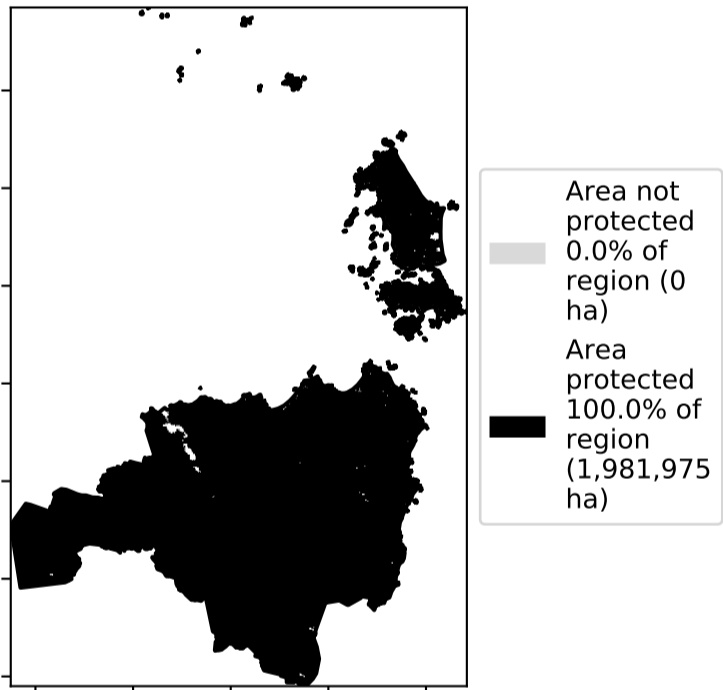 Area not
protected
0.0% of
region (0
ha)
Area
protected
100.0% of
region
(1,981,975
ha)